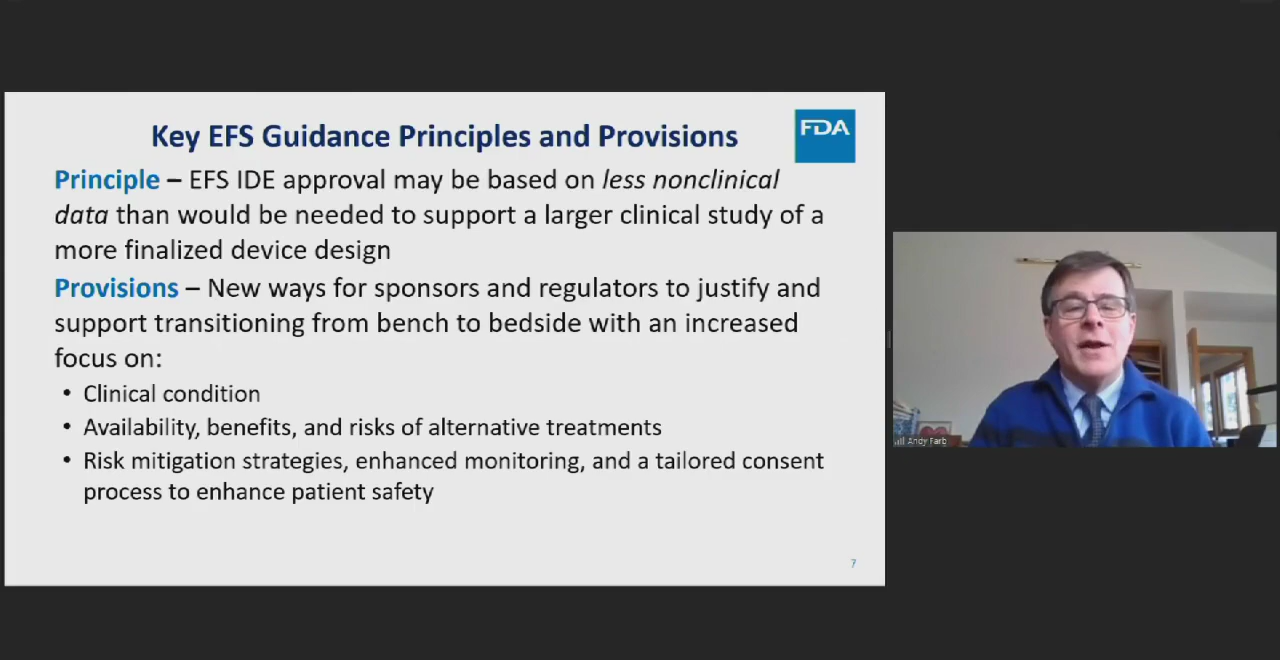 Key EFS Guidance Principles and Provisions
FDA
Principle – EFS IDE approval may be based on less nonclinical
data than would be needed to support a larger clinical study of a
more finalized device design
Provisions – New ways for sponsors and regulators to justify and
support transitioning from bench to bedside with an increased
focus on:
• Clinical condition
• Availability, benefits, and risks of alternative treatments
• Risk mitigation strategies, enhanced monitoring, and a tailored consent
process to enhance patient safety
7
Andy Farb